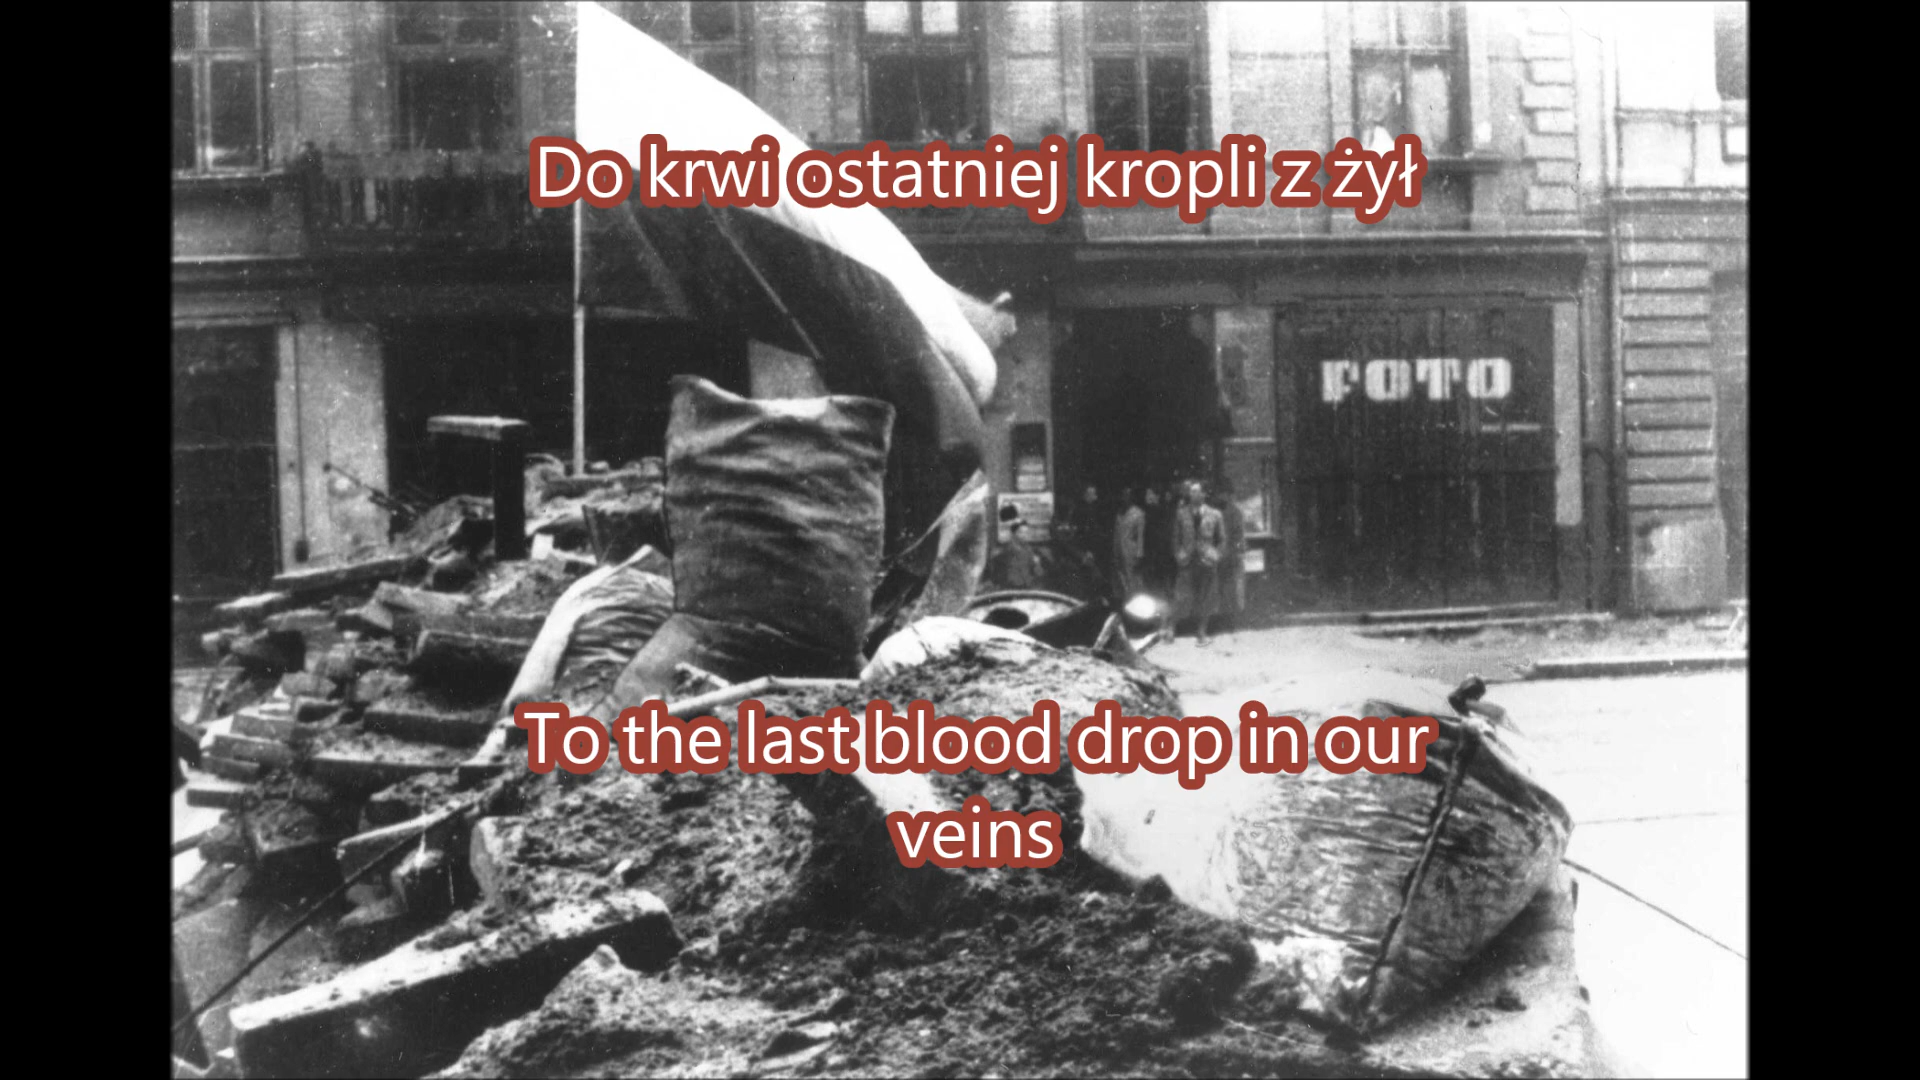 Do krwi ostatniej kropli z żył
FOTO
To the last blood drop in our
veins